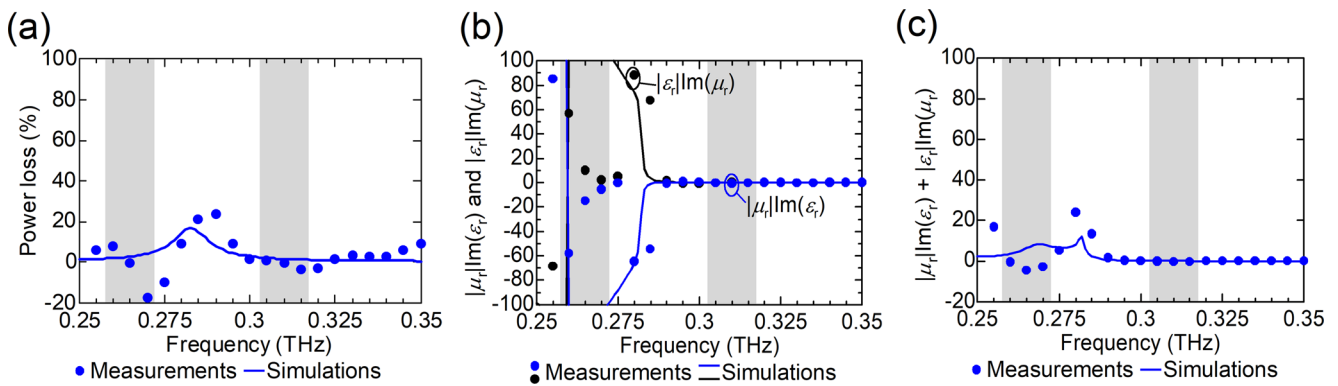 (a)
Power loss (%)
100
80
60
40
20
0
-20
0.25
0.275
0.3
0.325
0.35
Frequency (THz)
Measurements
Simulations
(b)
|μr|Im(εr) and |εr|Im(μr)
100
80
60
40
20
0
-20
-40
-60
-80
-100
|εr|Im(μr)
|μr|Im(εr)
0.25
0.275
0.3
0.325
0.35
Frequency (THz)
Measurements
Simulations
(c)
|μr|Im(εr) + |εr|Im(μr)
100
80
60
40
20
0
-20
0.25
0.275
0.3
0.325
0.35
Frequency (THz)
Measurements
Simulations